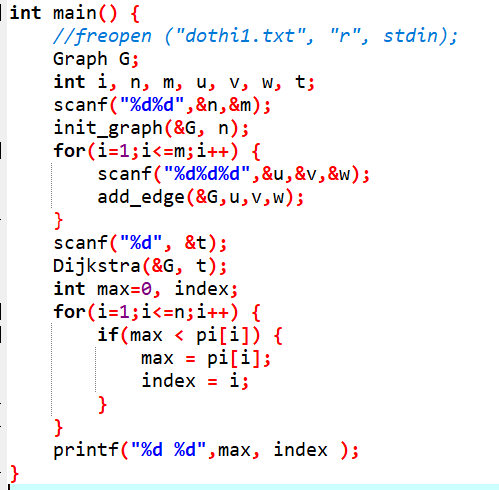 int main() {
//freopen ("dothi1.txt", "r", stdin);
Graph G;
int i, n, m, u, v, w, t;
scanf("%d%d",&n,&m);
init_graph(&G, n);
for(i=1;i<=m;i++) {
scanf("%d%d%d",&u,&v,&w);
add_edge(&G,u,v,w);
}
scanf("%d", &t);
Dijkstra(&G, t);
int max=0, index;
for(i=1;i<=n;i++) {
if(max < pi[i]) {
max = pi[i];
index = i;
}
}
printf("%d %d",max, index );
}